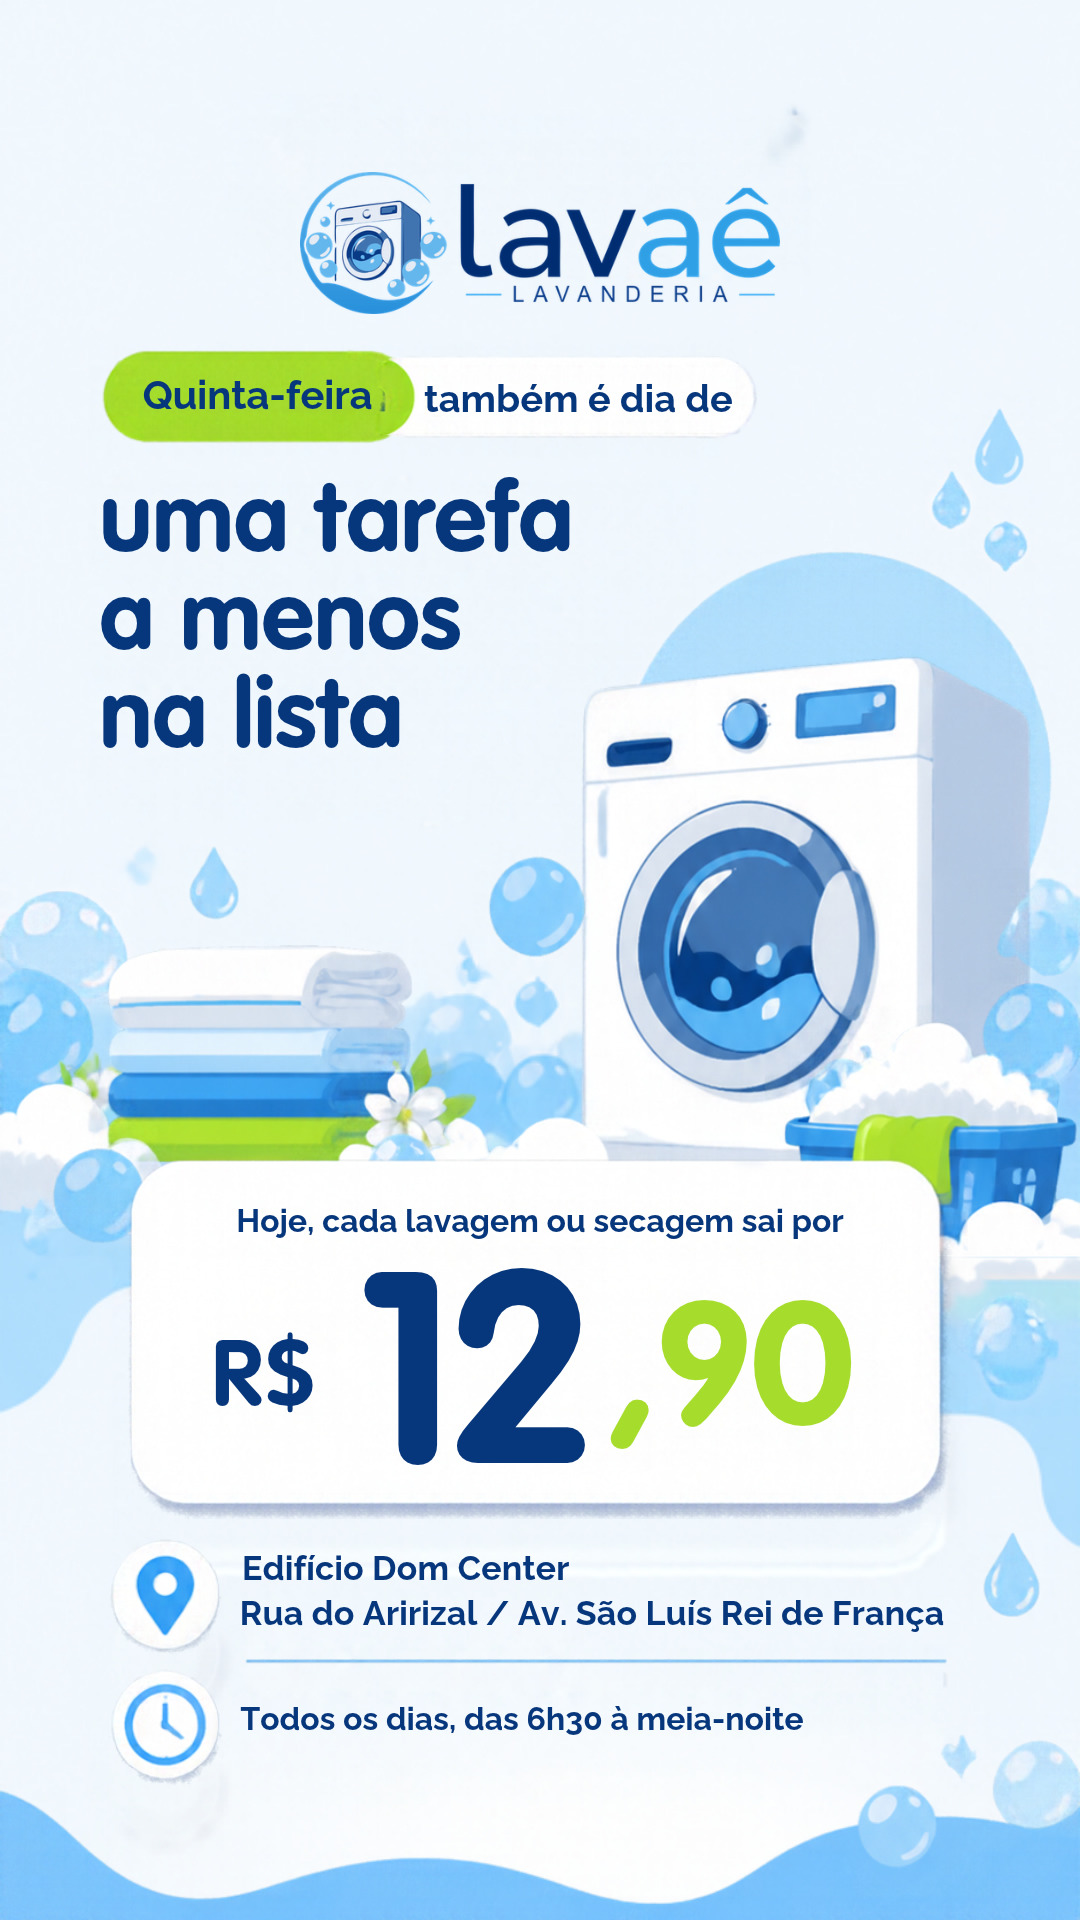 lavaê
LAVANDERIA
Quinta-feira também é dia de
uma tarefa
a menos
na lista
Hoje, cada lavagem ou secagem sai por
R$ 12,90
Edifício Dom Center
Rua do Aririzal / Av. São Luís Rei de França
Todos os dias, das 6h30 à meia-noite